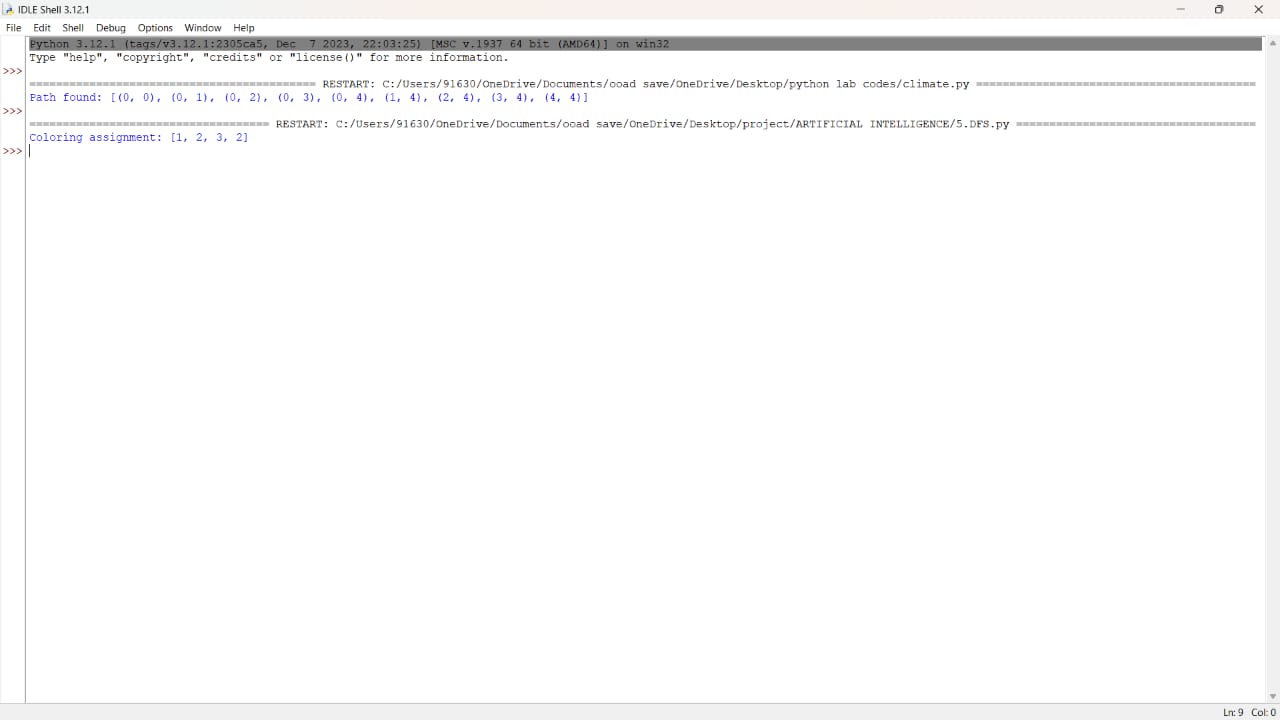 IDLE Shell 3.12.1
File Edit Shell Debug Options Window Help
Python 3.12.1 (tags/v3.12.1:2305ca5, Dec  7 2023, 22:03:25) [MSC v.1937 64 bit (AMD64)] on win32
Type "help", "copyright", "credits" or "license()" for more information.
>>>
=========================================== RESTART: C:/Users/91630/OneDrive/Documents/ooad save/OneDrive/Desktop/python lab codes/climate.py ==========================================
Path found: [(0, 0), (0, 1), (0, 2), (0, 3), (0, 4), (1, 4), (2, 4), (3, 4), (4, 4)]
>>>
==================================== RESTART: C:/Users/91630/OneDrive/Documents/ooad save/OneDrive/Desktop/project/ARTIFICIAL INTELLIGENCE/5.DFS.py ====================================
Coloring assignment: [1, 2, 3, 2]
>>>
Ln: 9 Col: 0